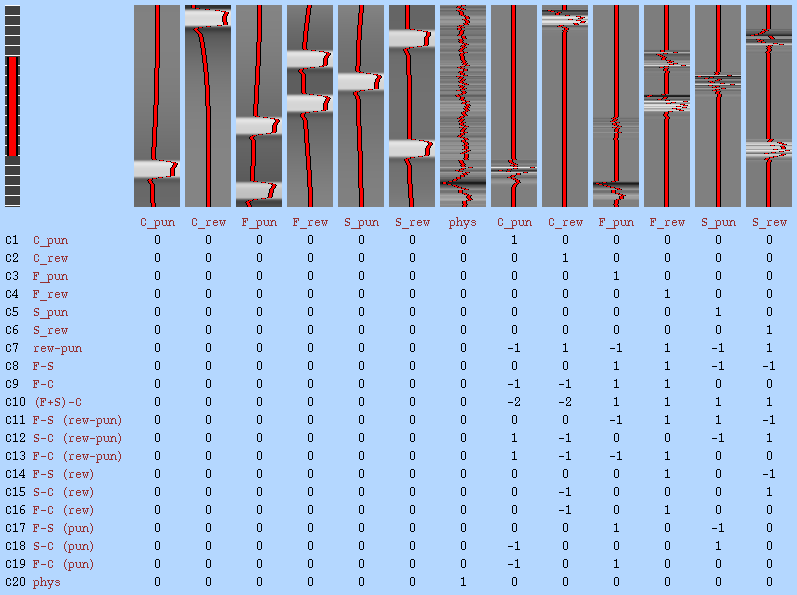 C_pun C_rew F_pun F_rew S_pun S_rew phys C_pun C_rew F_pun F_rew S_pun S_rew
C1 C_pun 0 0 0 0 0 0 0 1 0 0 0 0 0
C2 C_rew 0 0 0 0 0 0 0 0 1 0 0 0 0
C3 F_pun 0 0 0 0 0 0 0 0 0 1 0 0 0
C4 F_rew 0 0 0 0 0 0 0 0 0 0 1 0 0
C5 S_pun 0 0 0 0 0 0 0 0 0 0 0 1 0
C6 S_rew 0 0 0 0 0 0 0 0 0 0 0 0 1
C7 rew-pun 0 0 0 0 0 0 0 -1 1 -1 1 -1 1
C8 F-S 0 0 0 0 0 0 0 0 0 1 1 -1 -1
C9 F-C 0 0 0 0 0 0 0 -1 -1 1 1 0 0
C10 (F+S)-C 0 0 0 0 0 0 0 -2 -2 1 1 1 1
C11 F-S (rew-pun) 0 0 0 0 0 0 0 0 0 -1 1 1 -1
C12 S-C (rew-pun) 0 0 0 0 0 0 0 1 -1 0 0 -1 1
C13 F-C (rew-pun) 0 0 0 0 0 0 0 1 -1 -1 1 0 0
C14 F-S (rew) 0 0 0 0 0 0 0 0 0 0 1 0 -1
C15 S-C (rew) 0 0 0 0 0 0 0 0 -1 0 0 0 1
C16 F-C (rew) 0 0 0 0 0 0 0 0 -1 0 1 0 0
C17 F-S (pun) 0 0 0 0 0 0 0 0 0 1 0 -1 0
C18 S-C (pun) 0 0 0 0 0 0 0 -1 0 0 0 1 0
C19 F-C (pun) 0 0 0 0 0 0 0 -1 0 1 0 0 0
C20 phys 0 0 0 0 0 0 1 0 0 0 0 0 0